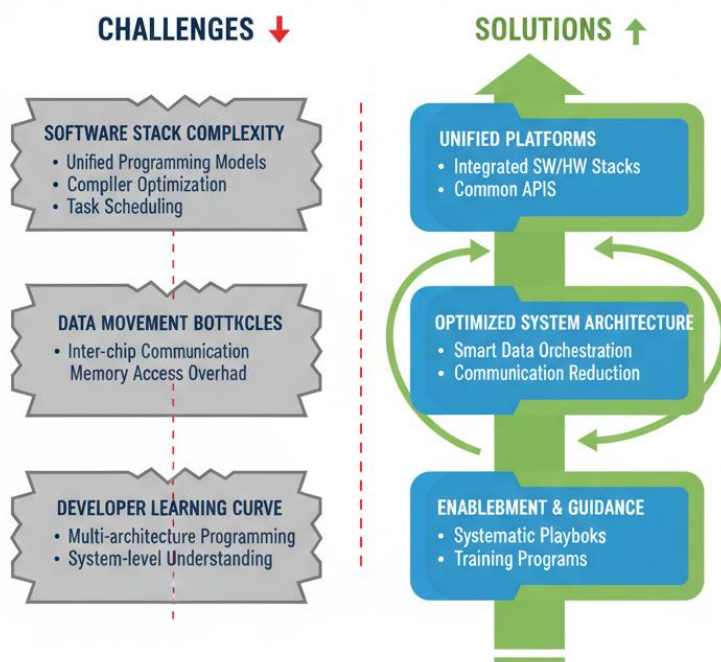 CHALLENGES
SOFTWARE STACK COMPLEXITY
• Unified Programming Models
• Compller Optimization
• Task Scheduling
DATA MOVEMENT BOTTKCLES
• Inter-chip Communication
Memory Access Overhad
DEVELOPER LEARNING CURVE
• Multi-architecture Programming
• System-level Understanding
SOLUTIONS
UNIFIED PLATFORMS
• Integrated SW/HW Stacks
• Common APIS
OPTIMIZED SYSTEM ARCHITECTURE
• Smart Data Orchestration
• Communication Reduction
ENABLEBMENT & GUIDANCE
• Systematic Playboks
• Training Programs